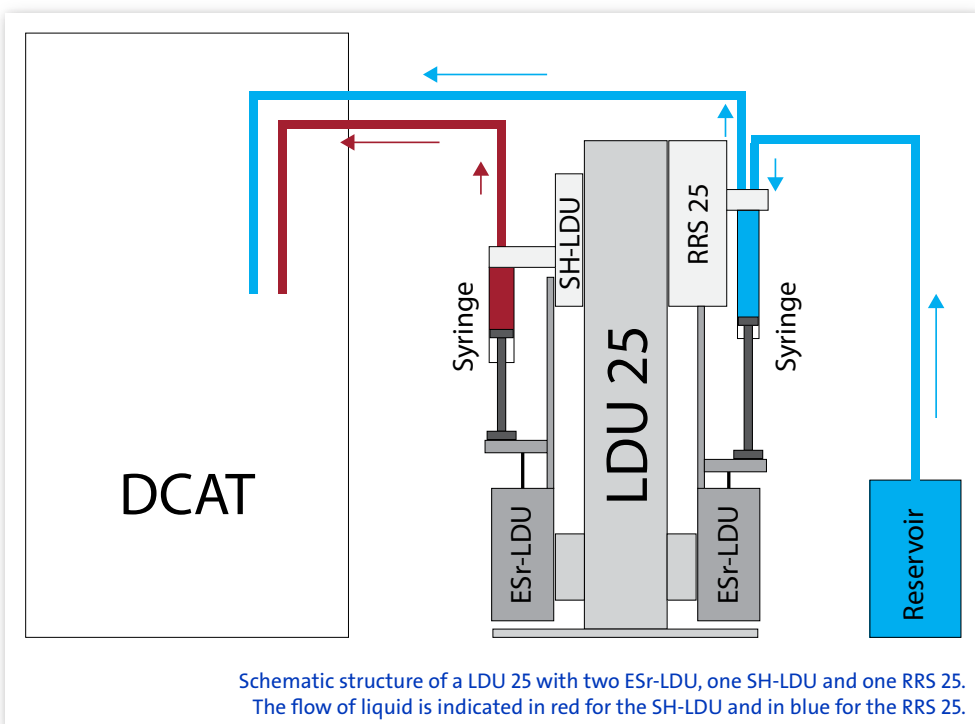 DCAT
Syringe
SH-LDU
ESr-LDU
LDU 25
RRS 25
ESr-LDU
Syringe
Reservoir
Schematic structure of a LDU 25 with two ESr-LDU, one SH-LDU and one RRS 25.
The flow of liquid is indicated in red for the SH-LDU and in blue for the RRS 25.